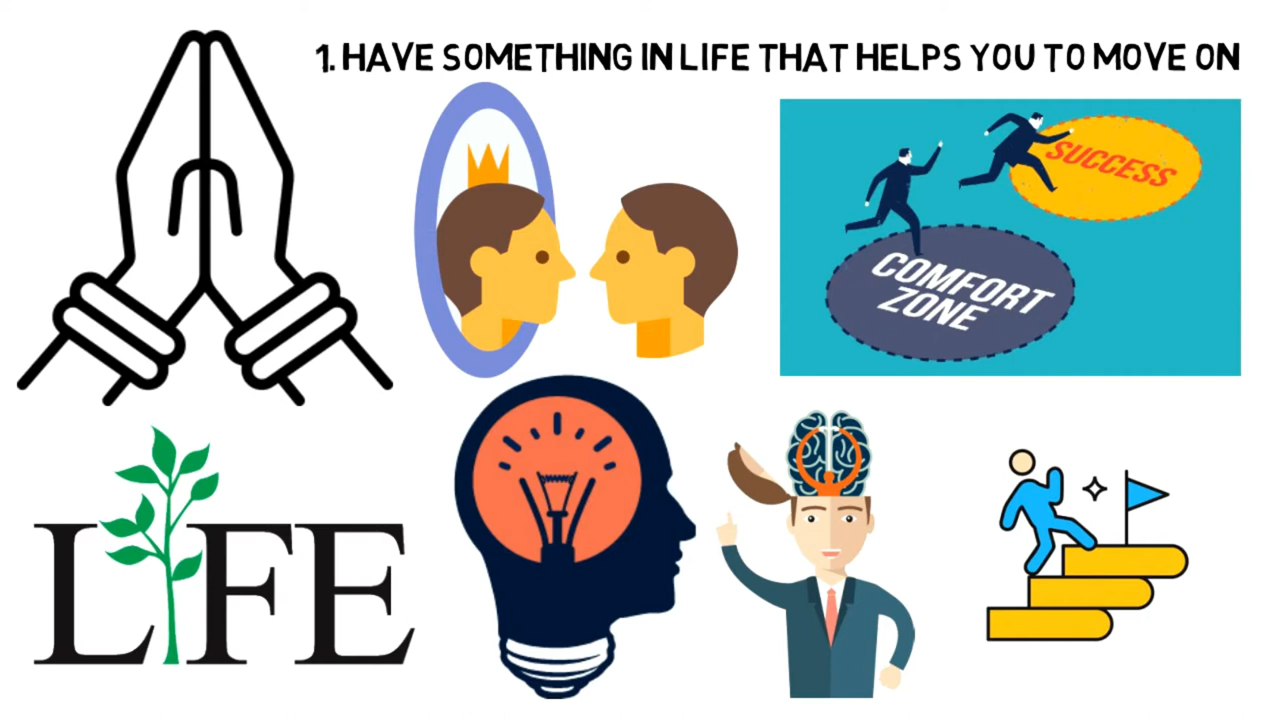 1. HAVE SOMETHING IN LIFE THAT HELPS YOU TO MOVE ON
SUCCESS
COMFORT
ZONE
LIFE